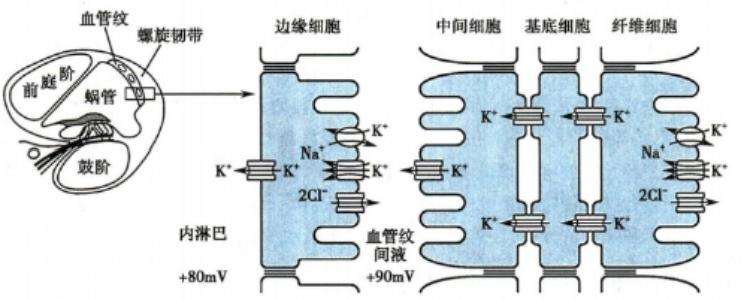 血管纹
螺旋韧带
前庭阶
蜗管
鼓阶
边缘细胞
中间细胞
基底细胞
纤维细胞
K⁺
Na⁺
K⁺
K⁺
K⁺
2Cl⁻
内淋巴
+80mV
血管纹
间液
+90mV
K⁺
K⁺
K⁺
K⁺
K⁺
K⁺
K⁺
K⁺
Na⁺
K⁺
2Cl⁻